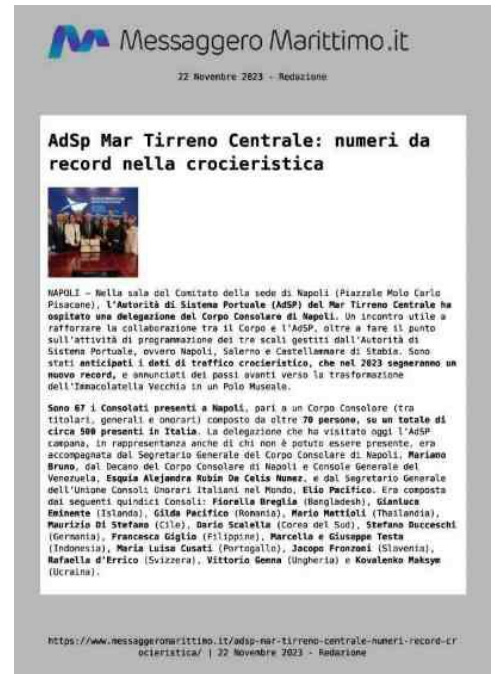 Messaggero Marittimo.it
22 Novembre 2023 - Redazione
AdSp Mar Tirreno Centrale: numeri da
record nella crocieristica
NAPOLI – Nella sala del Comitato della sede di Napoli (Piazzale Molo Carlo
Pisacane), l'Autorità di Sistema Portuale (AdSP) del Mar Tirreno Centrale ha
ospitato una delegazione del Corpo Consolare di Napoli. Un incontro utile a
rafforzare la collaborazione tra il Corpo e l'AdSP, oltre a fare il punto
sull'attività di programmazione dei tre scali gestiti dall'Autorità di
Sistema Portuale, ovvero Napoli, Salerno e Castellammare di Stabia. Sono
stati anticipati i dati di traffico crocieristico, che nel 2023 segneranno un
nuovo record, e annunciati dei passi avanti verso la trasformazione
dell'Immacolatella Vecchia in un Polo Museale.
Sono 67 i Consolati presenti a Napoli, pari a un Corpo Consolore (tra
titolari, generali e onorari) composto da oltre 70 persone, su un totale di
circa 500 presenti in Italia. La delegazione che ha visitato oggi l'AdSP
campana, in rappresentanza anche di chi non è potuto essere presente, era
accompagnata dal Segretario Generale del Corpo Consolare di Napoli, Mariano
Bruno, dal Decano del Corpo Consolare di Napoli e Console Generale del
Venezuela, Esquia Alejandra Rubin De Celis Nunez, e dal Segretario Generale
dell'Unione Consoli Onorari Italiani nel Mondo, Elio Pacifico. Era composta
dai seguenti quindici Consoli: Fiorella Breglia (Bangladesh), Gianluca
Eminente (Islanda), Gilda Pacifico (Romania), Mario Mattioli (Thailandia),
Maurizio Di Stefano (Cile), Dario Scalella (Corea del Sud), Stefano Ducceschi
(Germania), Francesca Giglio (Filippine), Marcella e Giuseppe Testa
(Indonesia), Maria Luisa Cusati (Portogallo), Jacopo Fronzoni (Slovenia),
Rafaella d'Errico (Svizzera), Vittorio Genna (Ungheria) e Kovalenko Maksym
(Ucraina).
https://www.messaggeromarittimo.it/adsp-mar-tirreno-centrale-numeri-record-cr
ocieristica/ | 22 Novembre 2023 - Redazione